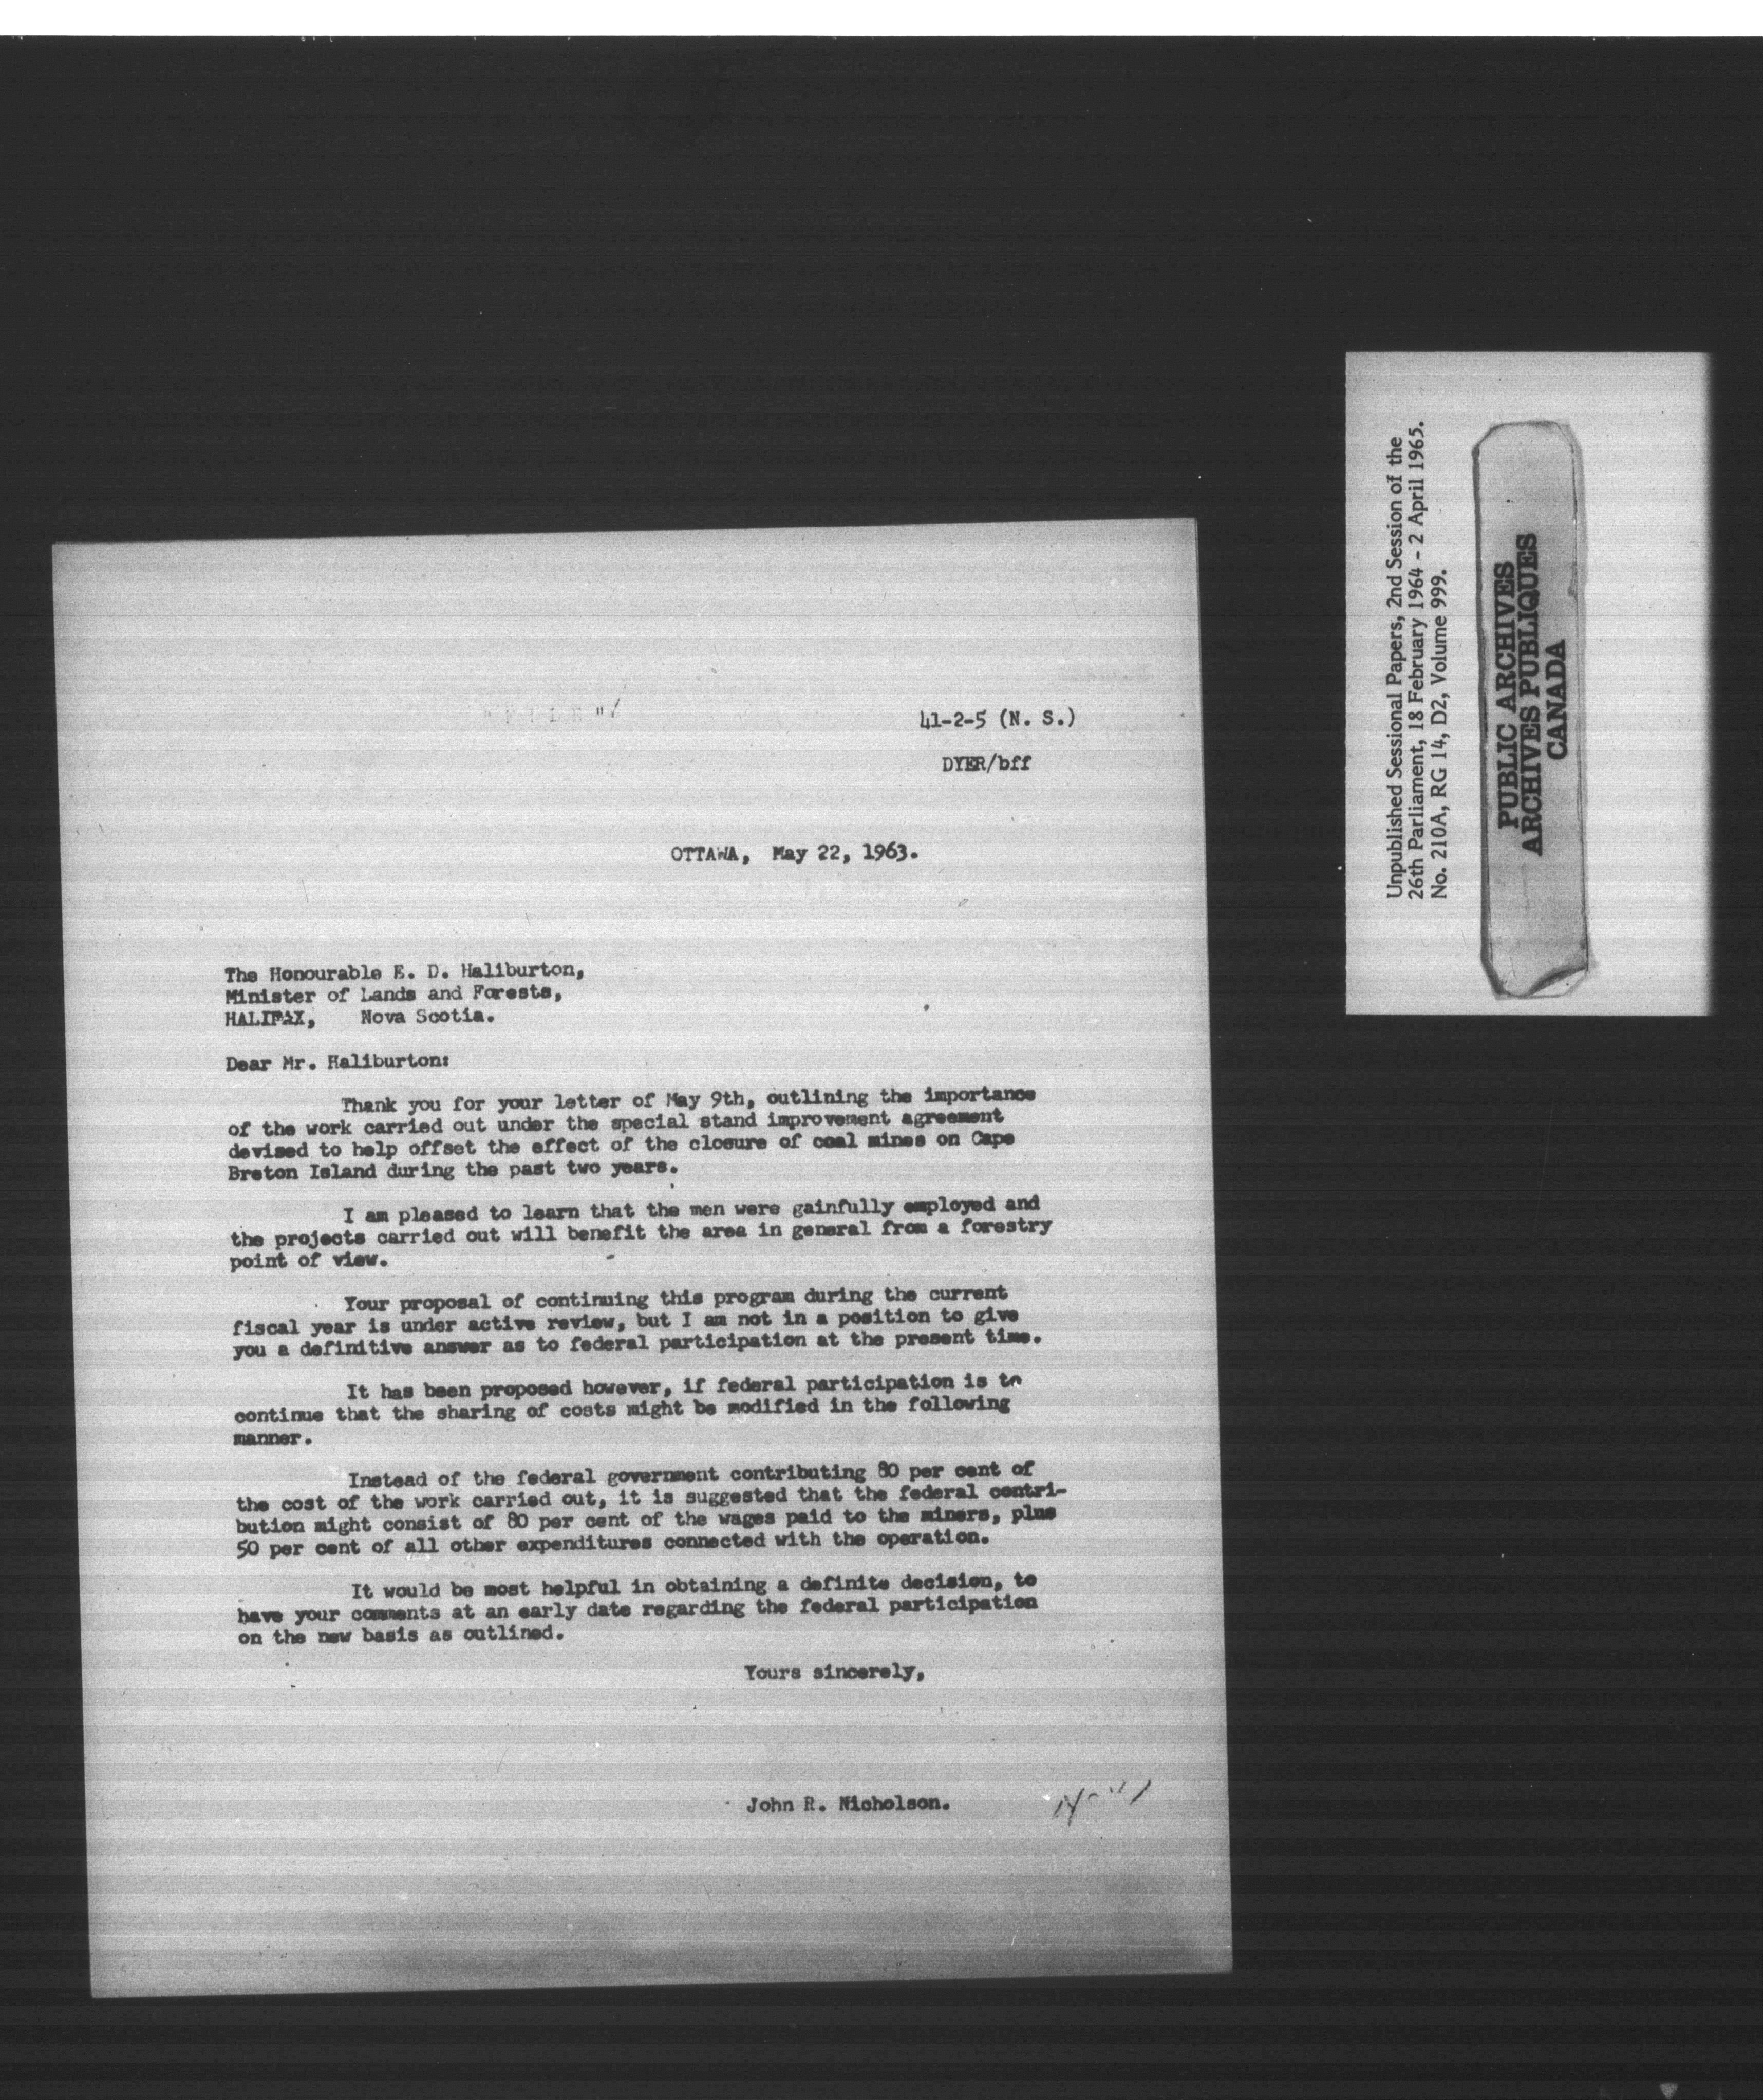 41-2-5 (N. S.)
DYER/bff
OTTAWA, May 22, 1963.
The Honourable E. D. Haliburton,
Minister of Lands and Forests,
HALIFAX, Nova Scotia.
Dear Mr. Haliburton:
Thank you for your letter of May 9th, outlining the importance
of the work carried out under the special stand improvement agreement
devised to help offset the effect of the closure of coal mines on Cape
Breton Island during the past two years.
I am pleased to learn that the men were gainfully employed and
the projects carried out will benefit the area in general from a forestry
point of view.
Your proposal of continuing this program during the current
fiscal year is under active review, but I am not in a position to give
you a definitive answer as to federal participation at the present time.
It has been proposed however, if federal participation is to
continue that the sharing of costs might be modified in the following
manner.
Instead of the federal government contributing 80 per cent of
the cost of the work carried out, it is suggested that the federal contri-
bution might consist of 80 per cent of the wages paid to the miners, plus
50 per cent of all other expenditures connected with the operation.
It would be most helpful in obtaining a definite decision, to
have your comments at an early date regarding the federal participation
on the new basis as outlined.
Yours sincerely,
John R. Nicholson.
Unpublished Sessional Papers, 2nd Session of the
26th Parliament, 18 February 1964 - 2 April 1965.
No. 210A, RG 14, D2, Volume 999.
PUBLIC ARCHIVES
ARCHIVES PUBLIQUES
CANADA